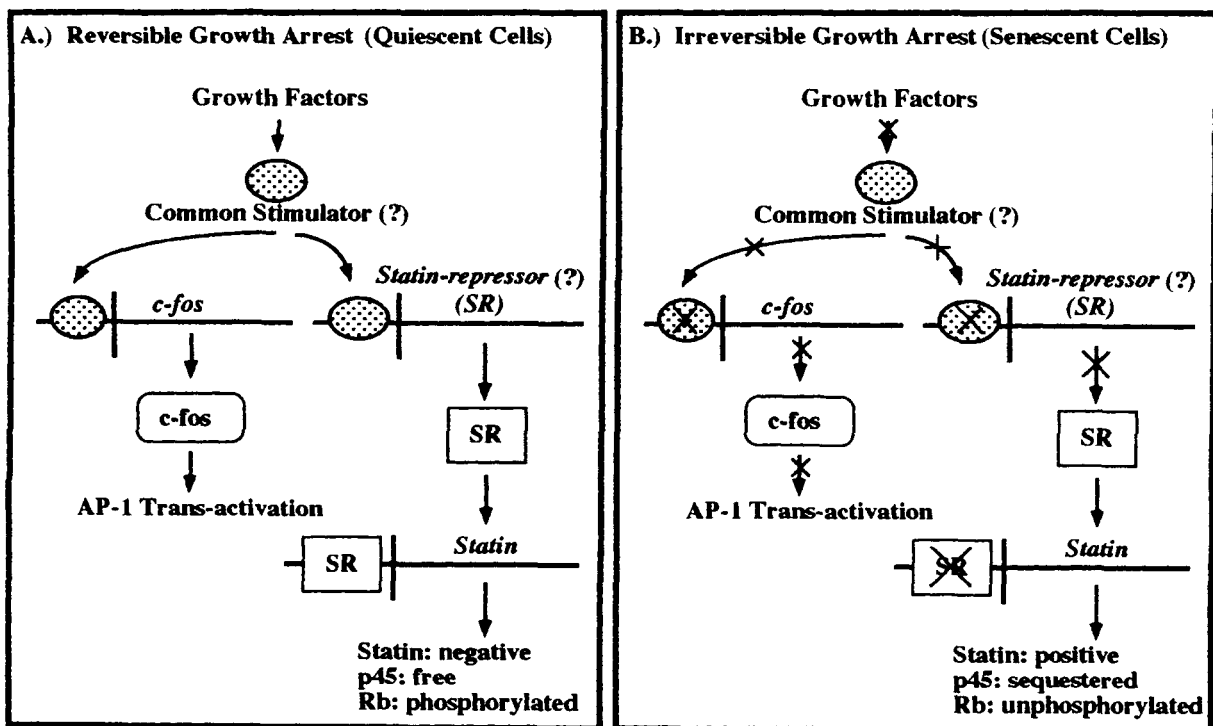 A.) Reversible Growth Arrest (Quiescent Cells)
Growth Factors
Common Stimulator (?)
c-fos
Statin-repressor (?)
(SR)
c-fos
SR
AP-1 Trans-activation
SR
Statin
Statin: negative
p45: free
Rb: phosphorylated
B.) Irreversible Growth Arrest (Senescent Cells)
Growth Factors
Common Stimulator (?)
c-fos
Statin-repressor (?)
(SR)
c-fos
SR
AP-1 Trans-activation
SR
Statin
Statin: positive
p45: sequestered
Rb: unphosphorylated